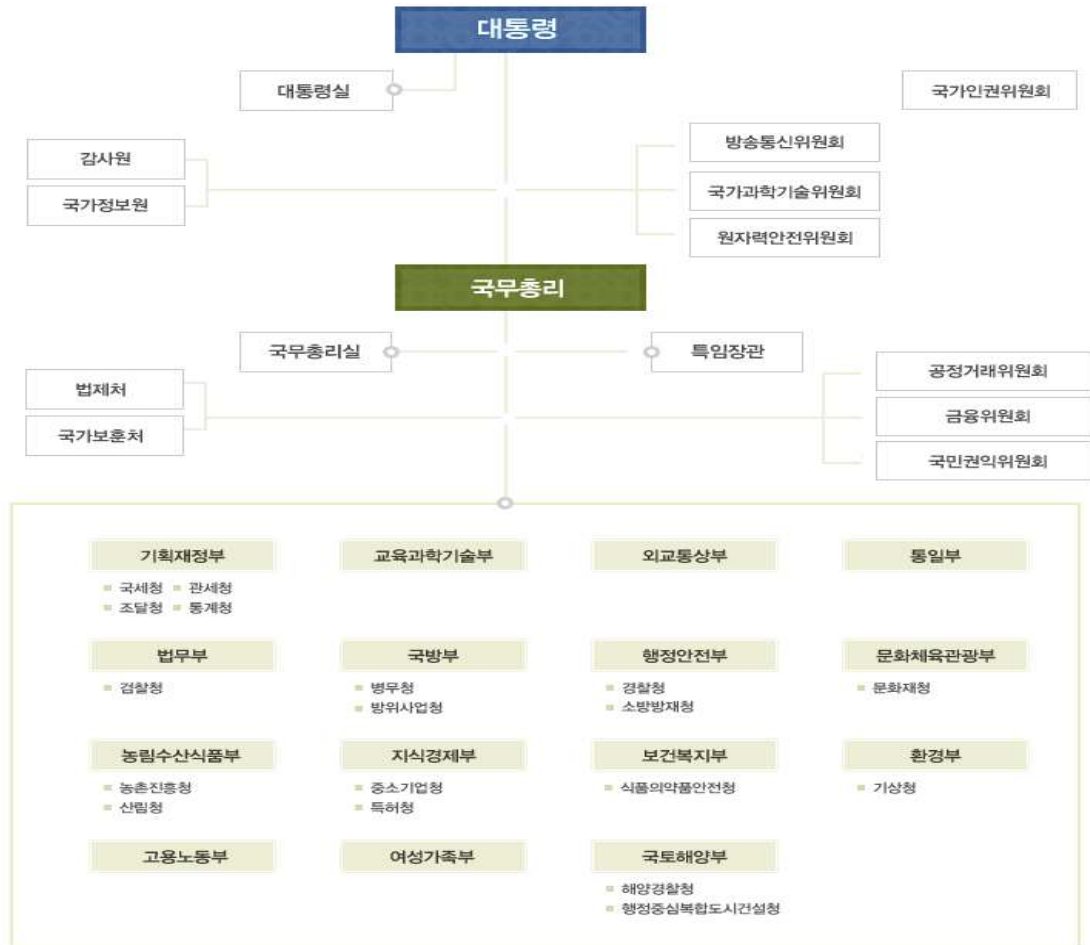 대통령
대통령실
국가인권위원회
감사원
국가정보원
방송통신위원회
국가과학기술위원회
원자력안전위원회
국무총리
국무총리실
특임장관
법제처
국가보훈처
공정거래위원회
금융위원회
국민권익위원회
기획재정부
국세청 관세청
조달청 통계청
교육과학기술부
외교통상부
통일부
법무부
검찰청
국방부
병무청
방위사업청
행정안전부
경찰청
소방방재청
문화체육관광부
문화재청
농림수산식품부
농촌진흥청
산림청
지식경제부
중소기업청
특허청
보건복지부
식품의약품안전청
환경부
기상청
고용노동부
여성가족부
국토해양부
해양경찰청
행정중심복합도시건설청